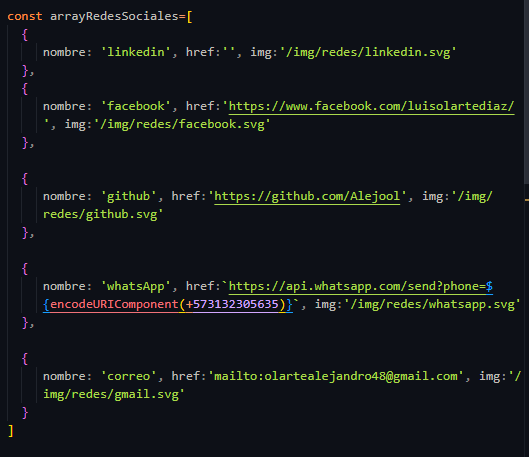 const arrayRedesSociales=[
{
nombre: 'linkedin', href:'', img:'/img/redes/linkedin.svg'
},
{
nombre: 'facebook', href:'https://www.facebook.com/luisolartediaz/
', img:'/img/redes/facebook.svg'
},
{
nombre: 'github', href:'https://github.com/Alejool', img:'/img/
redes/github.svg'
},
{
nombre: 'whatsApp', href:`https://api.whatsapp.com/send?phone=$
{encodeURIComponent(+573132305635)}`, img:'/img/redes/whatsapp.svg'
},
{
nombre: 'correo', href:'mailto:olartealejandro48@gmail.com', img:'/
img/redes/gmail.svg'
}
]